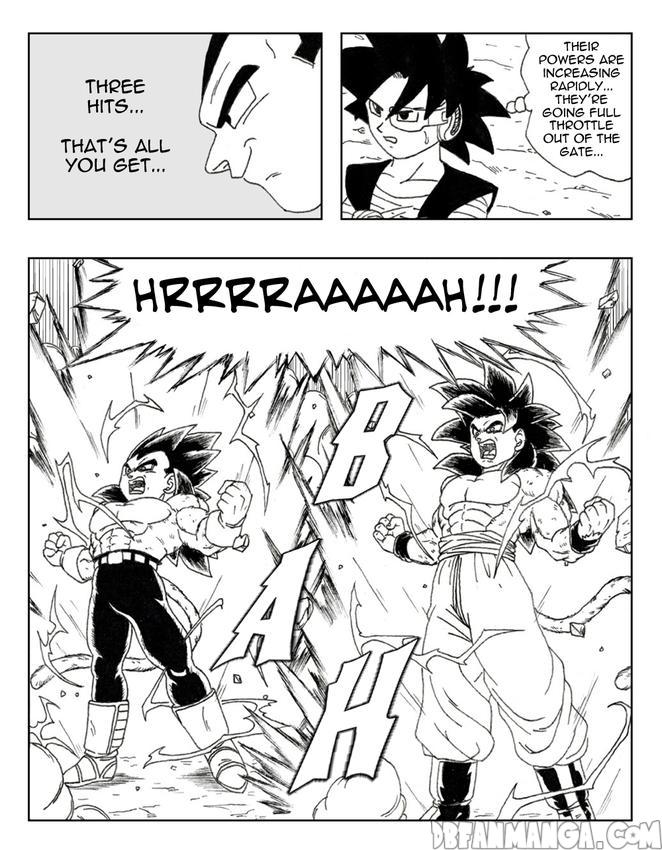 THREE
HITS...
THAT'S ALL
YOU GET...
THEIR
POWERS ARE
INCREASING
RAPIDLY...
THEY'RE
GOING FULL
THROTTLE
OUT OF THE
GATE...
HRRRRAAAAAH!!!
BAH
DBFANMANGA.COM